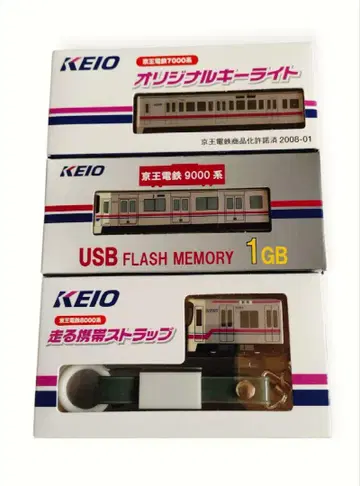 KEIO
京王電鉄7000系
オリジナルキーライト
京王電鉄商品化許諾済 2008-01
KEIO
京王電鉄 9000 系
USB FLASH MEMORY 1GB
KEIO
京王電鉄8000系
走る携帯ストラップ